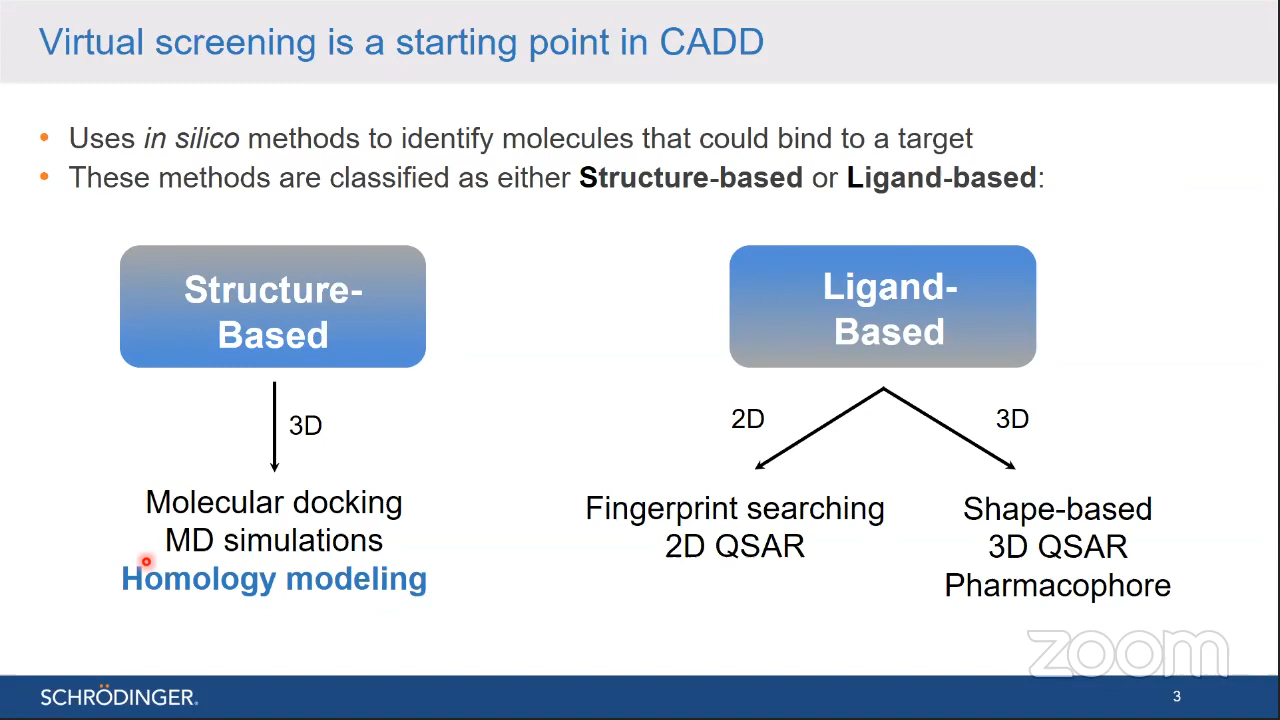 Virtual screening is a starting point in CADD
• Uses in silico methods to identify molecules that could bind to a target
• These methods are classified as either Structure-based or Ligand-based:
Structure-
Based
3D
Molecular docking
MD simulations
Homology modeling
Ligand-
Based
2D
3D
Fingerprint searching
2D QSAR
Shape-based
3D QSAR
Pharmacophore
zoom
SCHRÖDINGER.
3